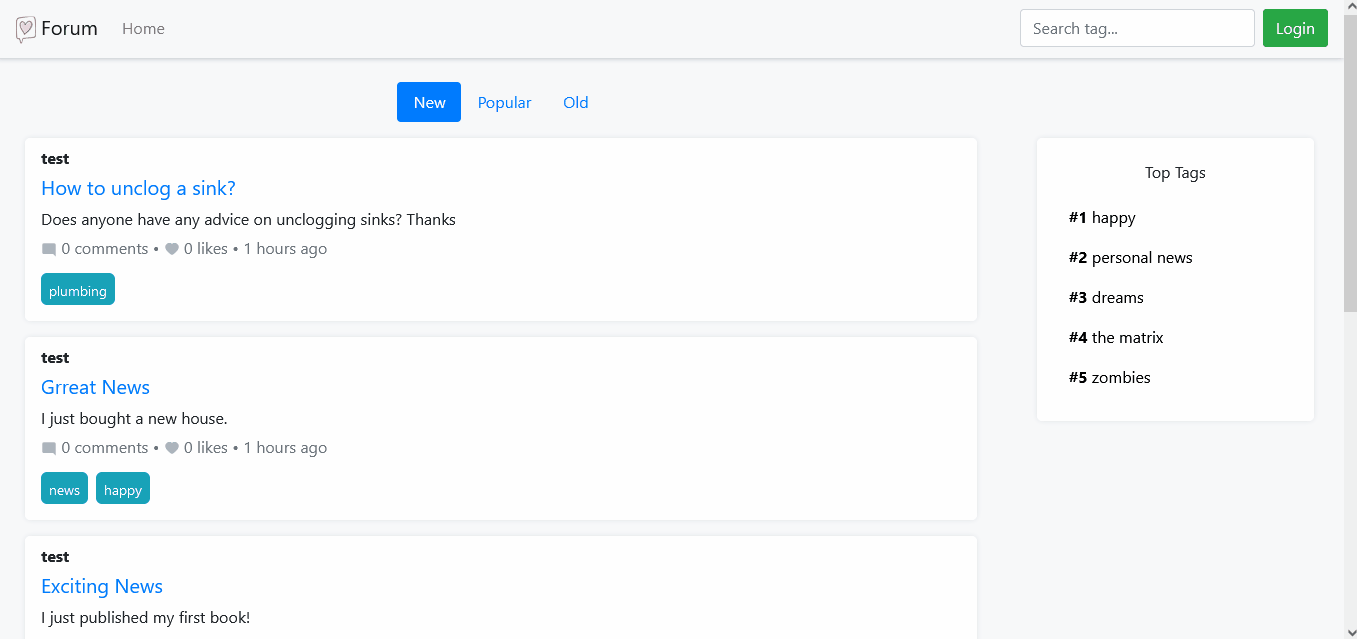 Forum Home Search tag... Login
New Popular Old
test
How to unclog a sink?
Does anyone have any advice on unclogging sinks? Thanks
0 comments • 0 likes • 1 hours ago
plumbing
test
Grreat News
I just bought a new house.
0 comments • 0 likes • 1 hours ago
news happy
test
Exciting News
I just published my first book!
Top Tags
#1 happy
#2 personal news
#3 dreams
#4 the matrix
#5 zombies